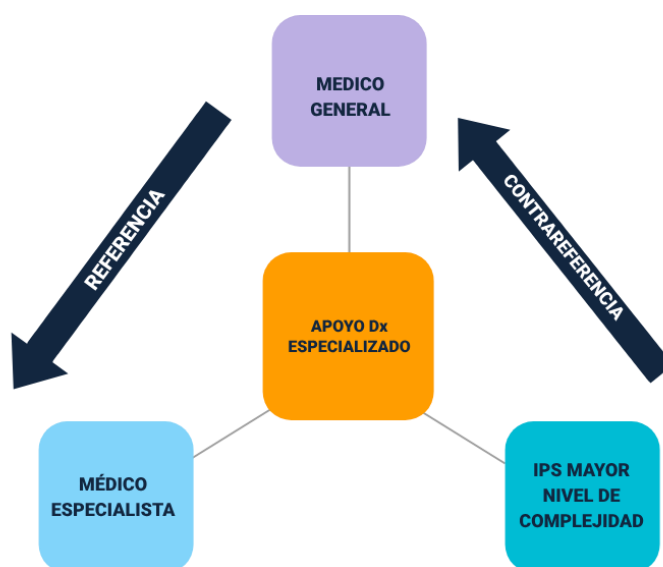 MEDICO
GENERAL
REFERENCIA
CONTRAREFERENCIA
APOYO Dx
ESPECIALIZADO
MÉDICO
ESPECIALISTA
IPS MAYOR
NIVEL DE
COMPLEJIDAD